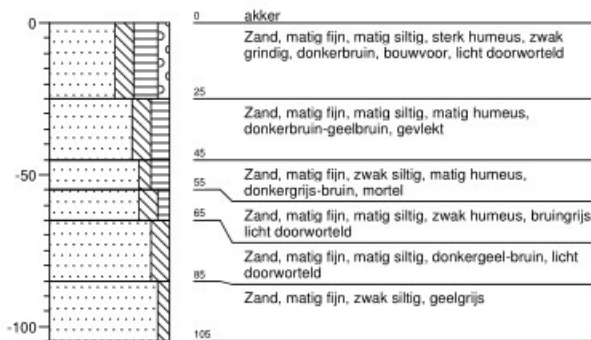 0 akker
0
Zand, matig fijn, matig siltig, sterk humeus, zwak
grindig, donkerbruin, bouwvoor, licht doorworteld
25
Zand, matig fijn, matig siltig, matig humeus,
donkerbruin-geelbruin, gevlekt
45
-50
Zand, matig fijn, zwak siltig, matig humeus,
donkergrijs-bruin, mortel
55
Zand, matig fijn, matig siltig, zwak humeus, bruingrijs,
licht doorworteld
65
Zand, matig fijn, matig siltig, donkergeel-bruin, licht
doorworteld
85
Zand, matig fijn, zwak siltig, geelgrijs
-100
105